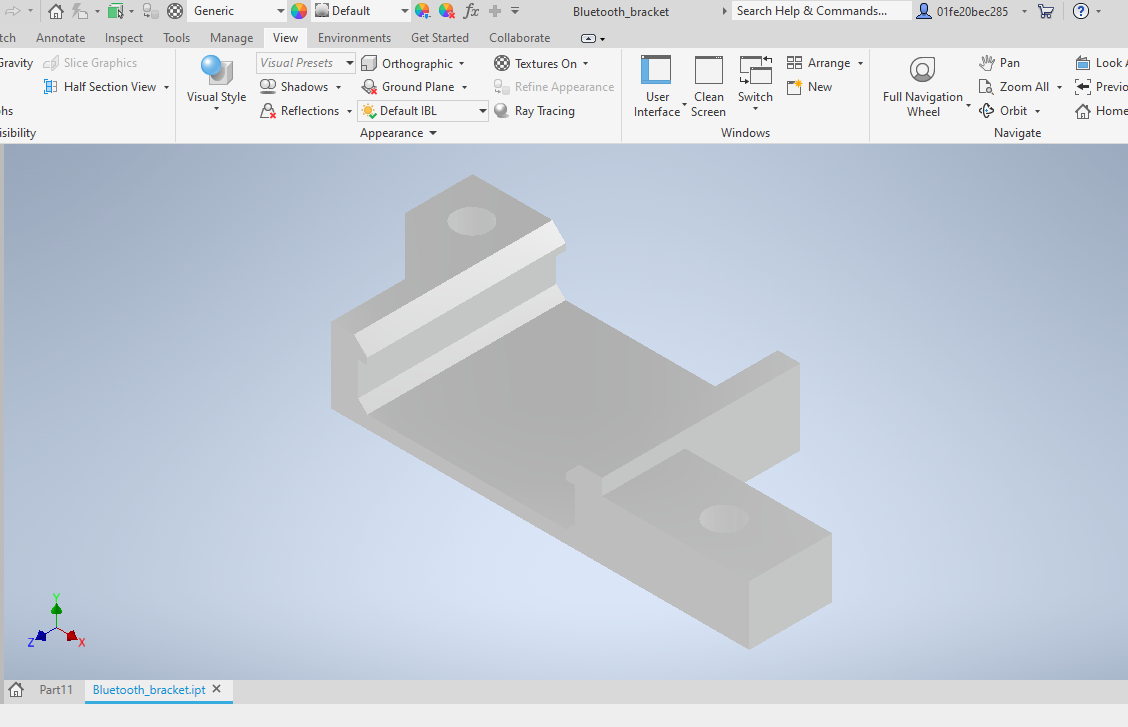 Generic Default fx Bluetooth_bracket Search Help & Commands... 01fe20bec285
tch Annotate Inspect Tools Manage View Environments Get Started Collaborate
Gravity Slice Graphics
Half Section View
hs
isibility
Visual Style
Visual Presets
Shadows
Reflections
Orthographic
Ground Plane
Default IBL
Textures On
Refine Appearance
Ray Tracing
Appearance
User
Interface
Clean
Screen
Switch
Arrange
New
Windows
Full Navigation
Wheel
Pan
Zoom All
Orbit
Look A
Previo
Home
Navigate
Y
Z X
Part11 Bluetooth_bracket.ipt